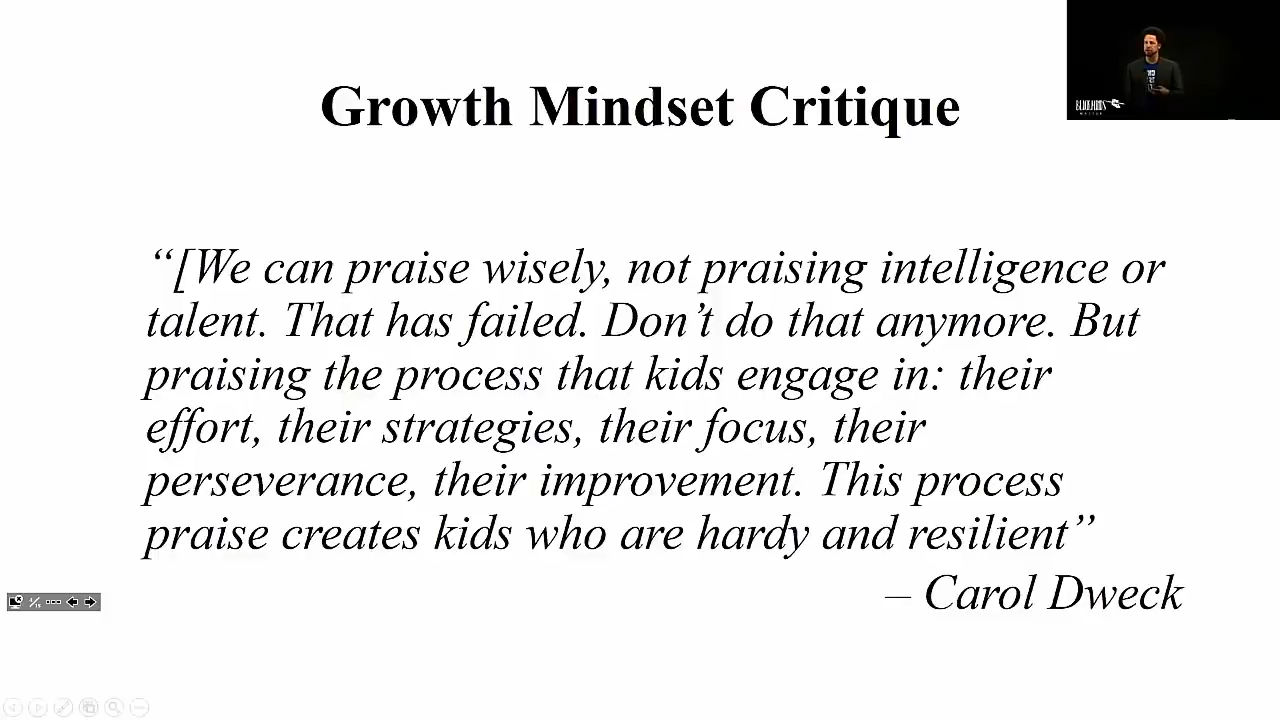 Growth Mindset Critique
“[We can praise wisely, not praising intelligence or
talent. That has failed. Don’t do that anymore. But
praising the process that kids engage in: their
effort, their strategies, their focus, their
perseverance, their improvement. This process
praise creates kids who are hardy and resilient”
– Carol Dweck